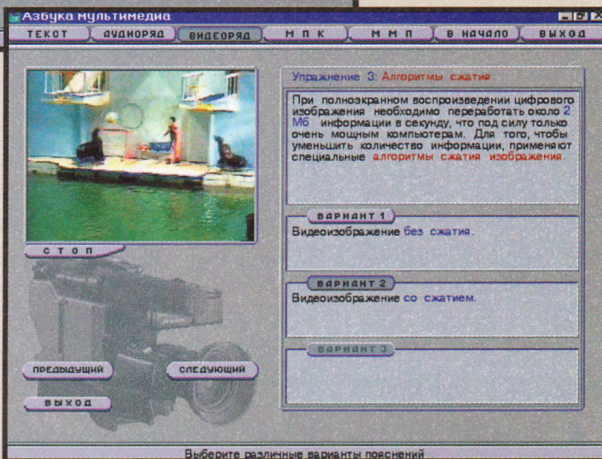 Азбука мультимедиа
ТЕКСТ АУДИОРЯД ВИДЕОРЯД МПК ММП В НАЧАЛО ВЫХОД
Упражнение 3: Алгоритмы сжатия
При полноэкранном воспроизведении цифрового
изображения необходимо переработать около 2
Мб информации в секунду, что под силу только
очень мощным компьютерам. Для того, чтобы
уменьшить количество информации, применяют
специальные алгоритмы сжатия изображения.
ВАРИАНТ 1
Видеоизображение без сжатия.
СТОП
ВАРИАНТ 2
Видеоизображение со сжатием.
ВАРИАНТ 3
ПРЕДЫДУЩИЙ СЛЕДУЮЩИЙ
ВЫХОД
Выберите различные варианты пояснений